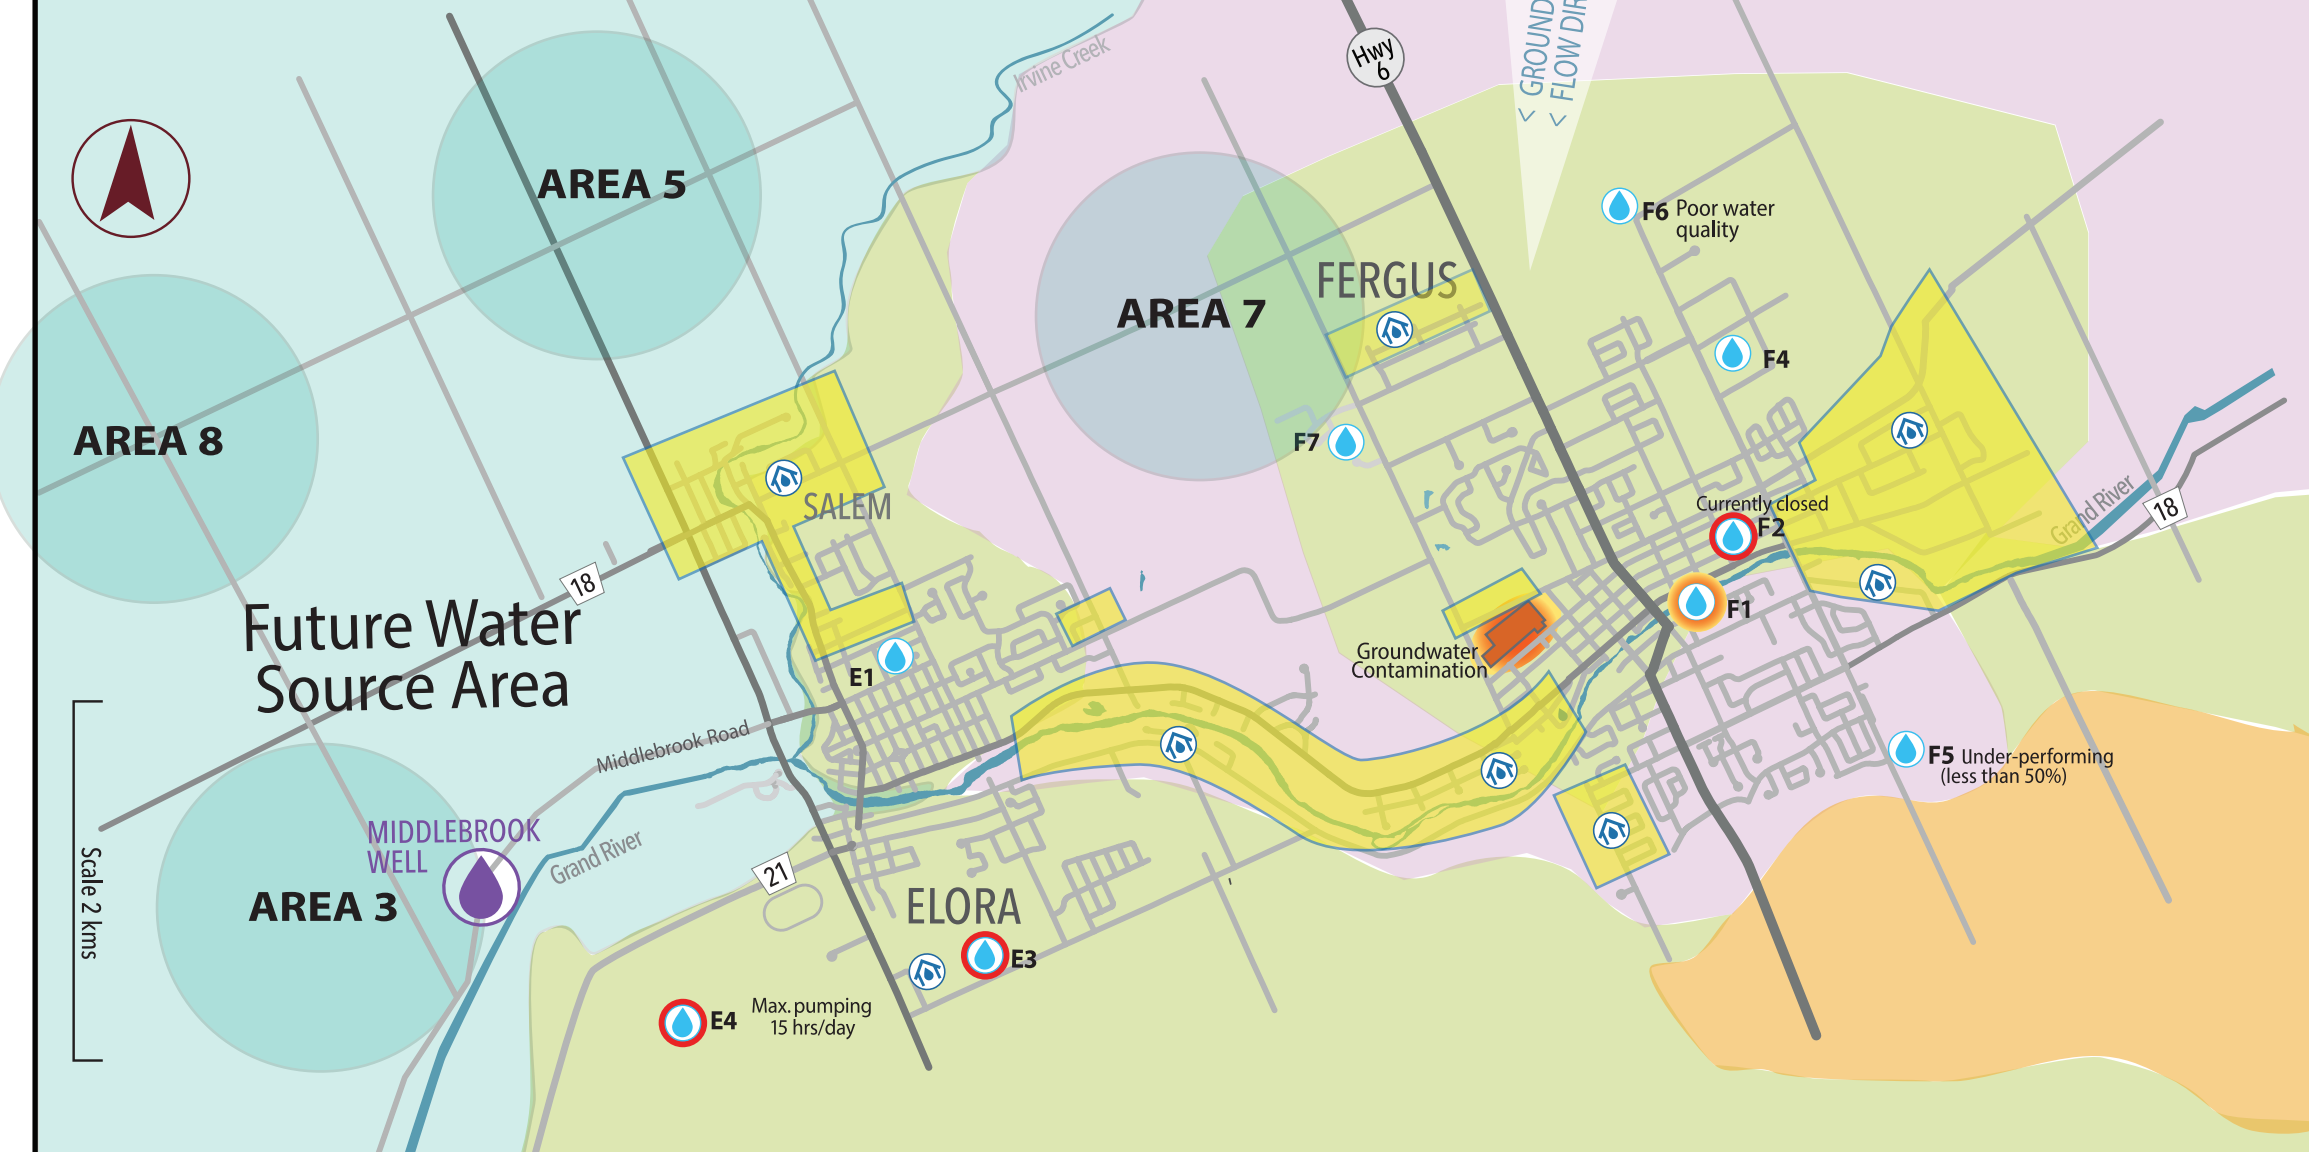 Hwy
6
< GROUND
< FLOW DIR
Irvine Creek
AREA 5
F6 Poor water
quality
FERGUS
AREA 7
F4
AREA 8
F7
SALEM
Currently closed
F2
Grand River
18
18
Future Water
Source Area
F1
Groundwater
Contamination
E1
Middlebrook Road
F5 Under-performing
(less than 50%)
MIDDLEBROOK
WELL
Grand River
21
Scale 2 kms
AREA 3
ELORA
E3
E4
Max. pumping
15 hrs/day